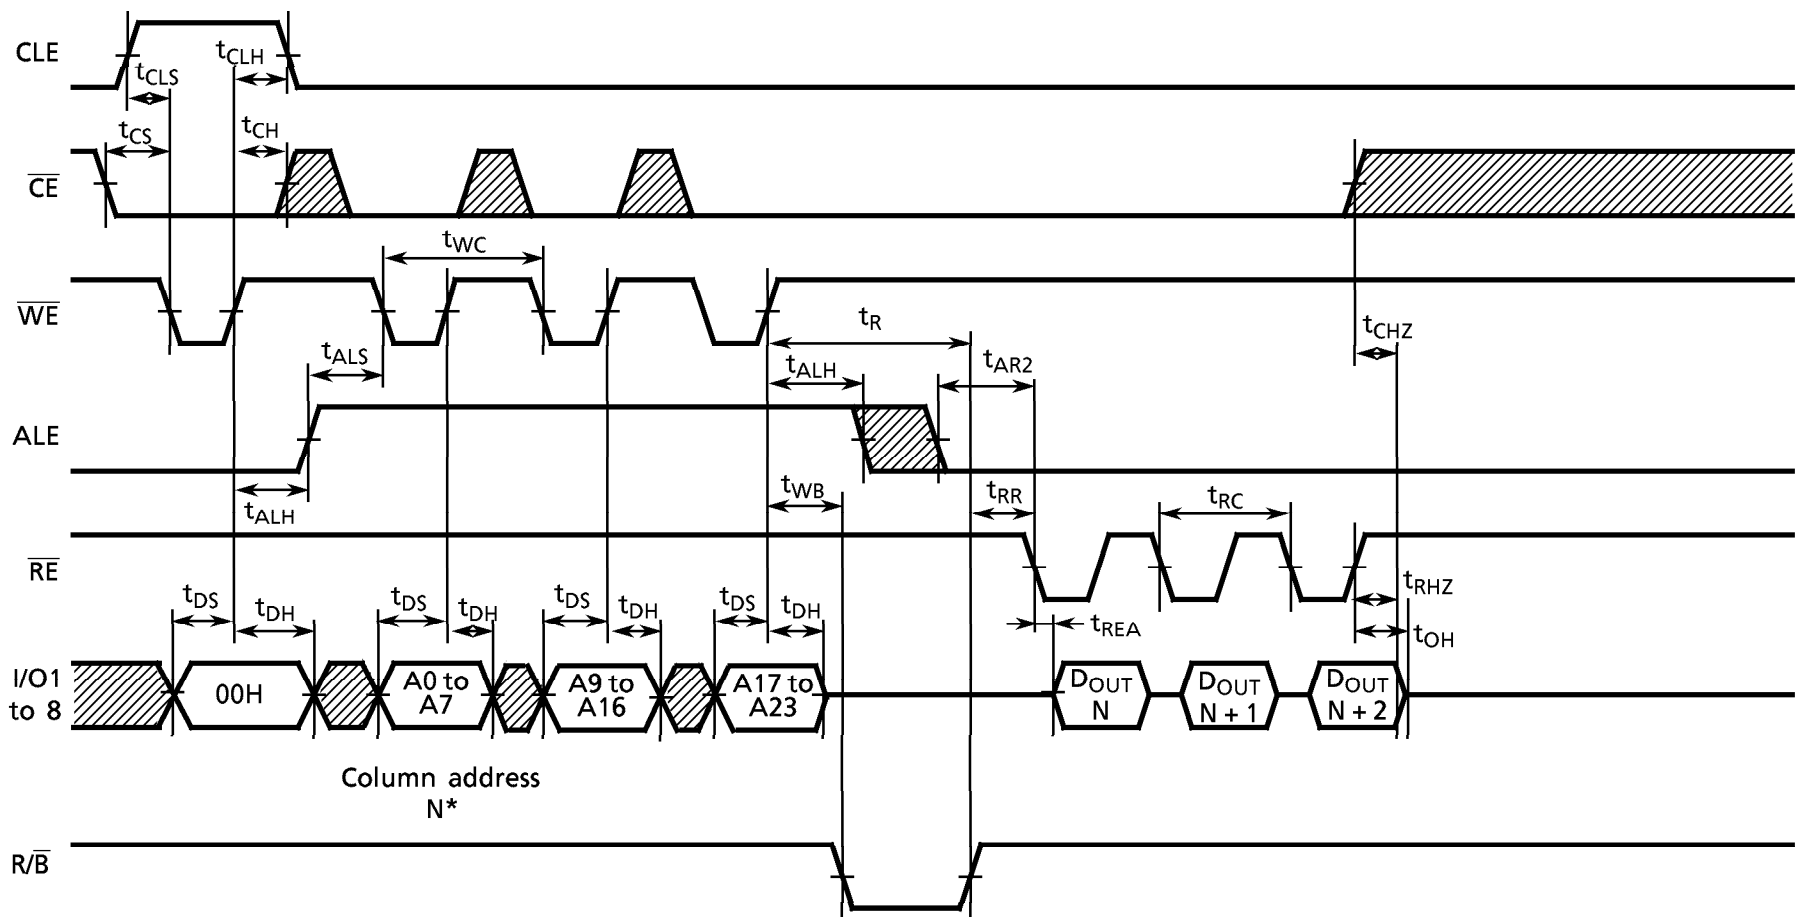 CLE
tCLS
tCLH
tCS
tCH
CE
tWC
WE
tR
tCHZ
tALS
tALH
tAR2
ALE
tALH
tWB
tRR
tRC
RE
tDS
tDH
tDS
tDH
tDS
tDH
tDS
tDH
tREA
tRHZ
tOH
I/O1
to 8
00H
A0 to
A7
A9 to
A16
A17 to
A23
DOUT
N
DOUT
N + 1
DOUT
N + 2
Column address
N*
R/B